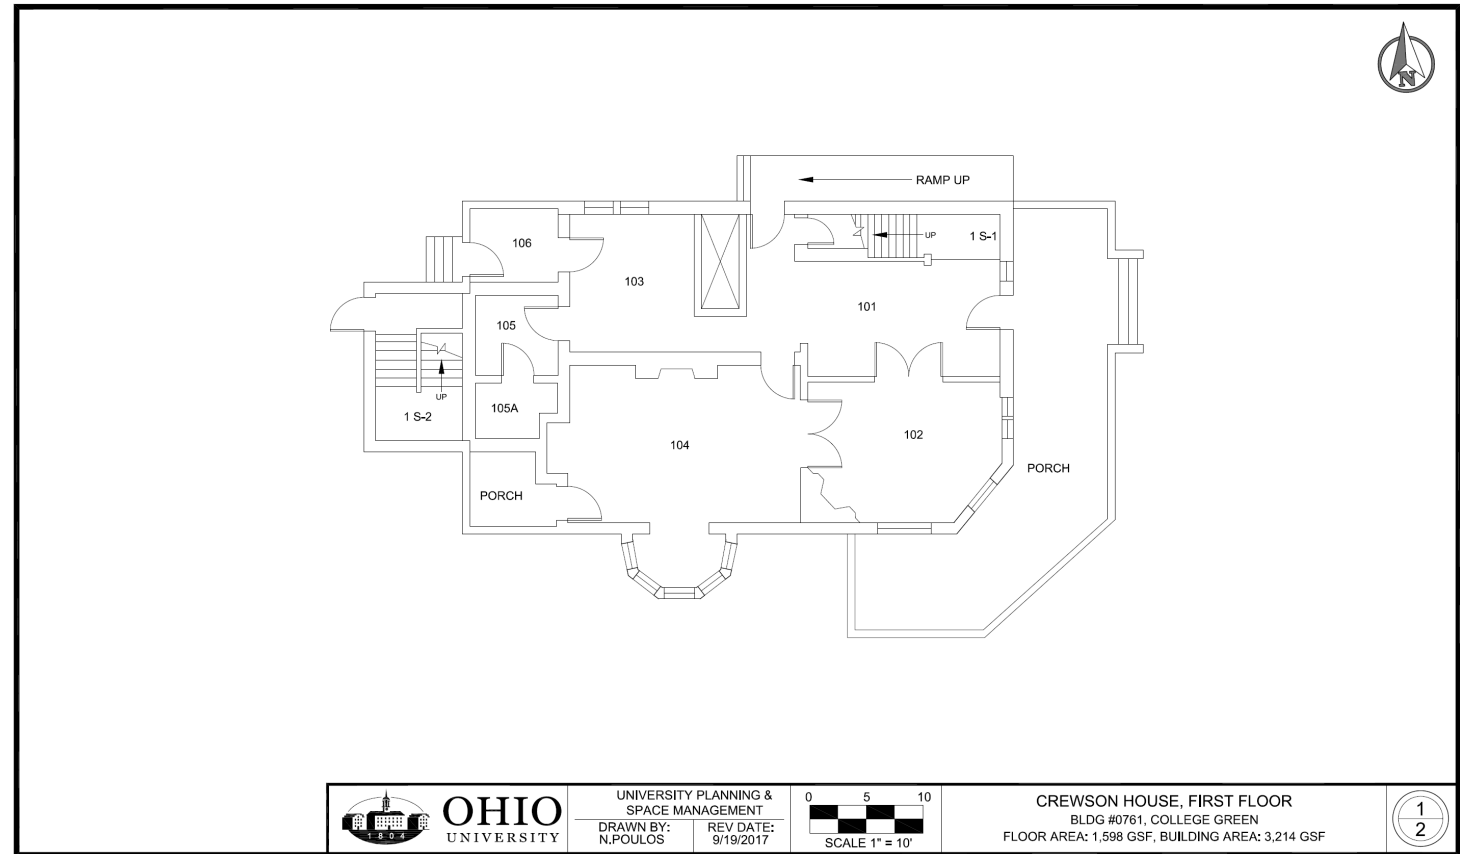 N
RAMP UP
106
UP
1 S-1
103
101
105
UP
105A
1 S-2
102
104
PORCH
PORCH
OHIO
UNIVERSITY
1 8 0 4
UNIVERSITY PLANNING &
SPACE MANAGEMENT
DRAWN BY:
N.POULOS
REV DATE:
9/19/2017
0 5 10
SCALE 1" = 10'
CREWSON HOUSE, FIRST FLOOR
BLDG #0761, COLLEGE GREEN
FLOOR AREA: 1,598 GSF, BUILDING AREA: 3,214 GSF
1
2